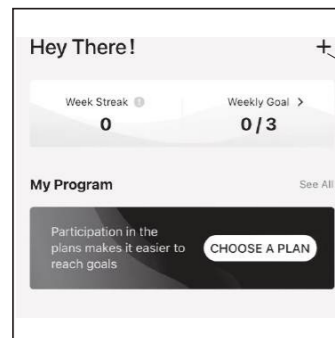 Hey There!
+
Week Streak
Weekly Goal >
0
0 / 3
My Program
See All
Participation in the
plans makes it easier to
reach goals
CHOOSE A PLAN